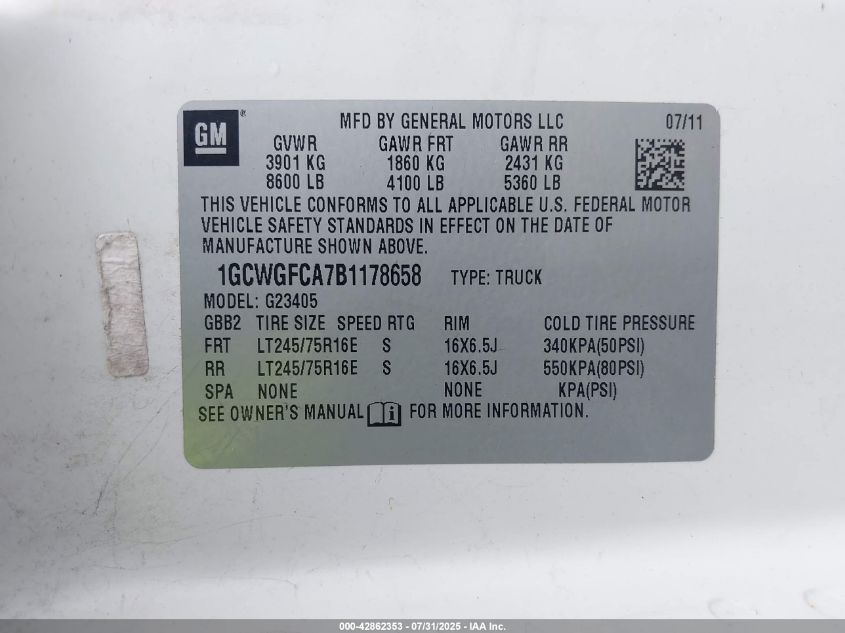 GM ®
MFD BY GENERAL MOTORS LLC 07/11
GVWR GAWR FRT GAWR RR
3901 KG 1860 KG 2431 KG
8600 LB 4100 LB 5360 LB
THIS VEHICLE CONFORMS TO ALL APPLICABLE U.S. FEDERAL MOTOR
VEHICLE SAFETY STANDARDS IN EFFECT ON THE DATE OF
MANUFACTURE SHOWN ABOVE.
1GCWGFCA7B1178658 TYPE: TRUCK
MODEL: G23405
GBB2 TIRE SIZE SPEED RTG RIM COLD TIRE PRESSURE
FRT LT245/75R16E S 16X6.5J 340KPA(50PSI)
RR LT245/75R16E S 16X6.5J 550KPA(80PSI)
SPA NONE NONE KPA(PSI)
SEE OWNER'S MANUAL i FOR MORE INFORMATION.
000-42862353 - 07/31/2025 - IAA Inc.